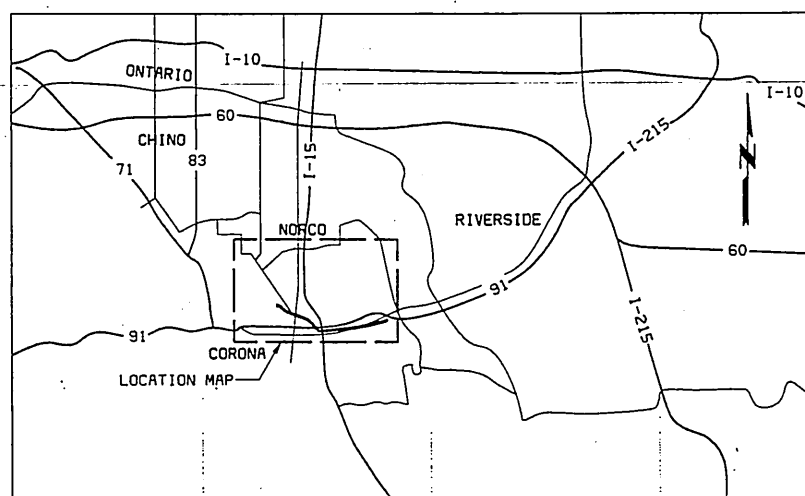 I-10
ONTARIO
I-10
60
CHINO
83
I-15
71
I-215
N
RIVERSIDE
NORCO
60
91
I-215
91
CORONA
LOCATION MAP